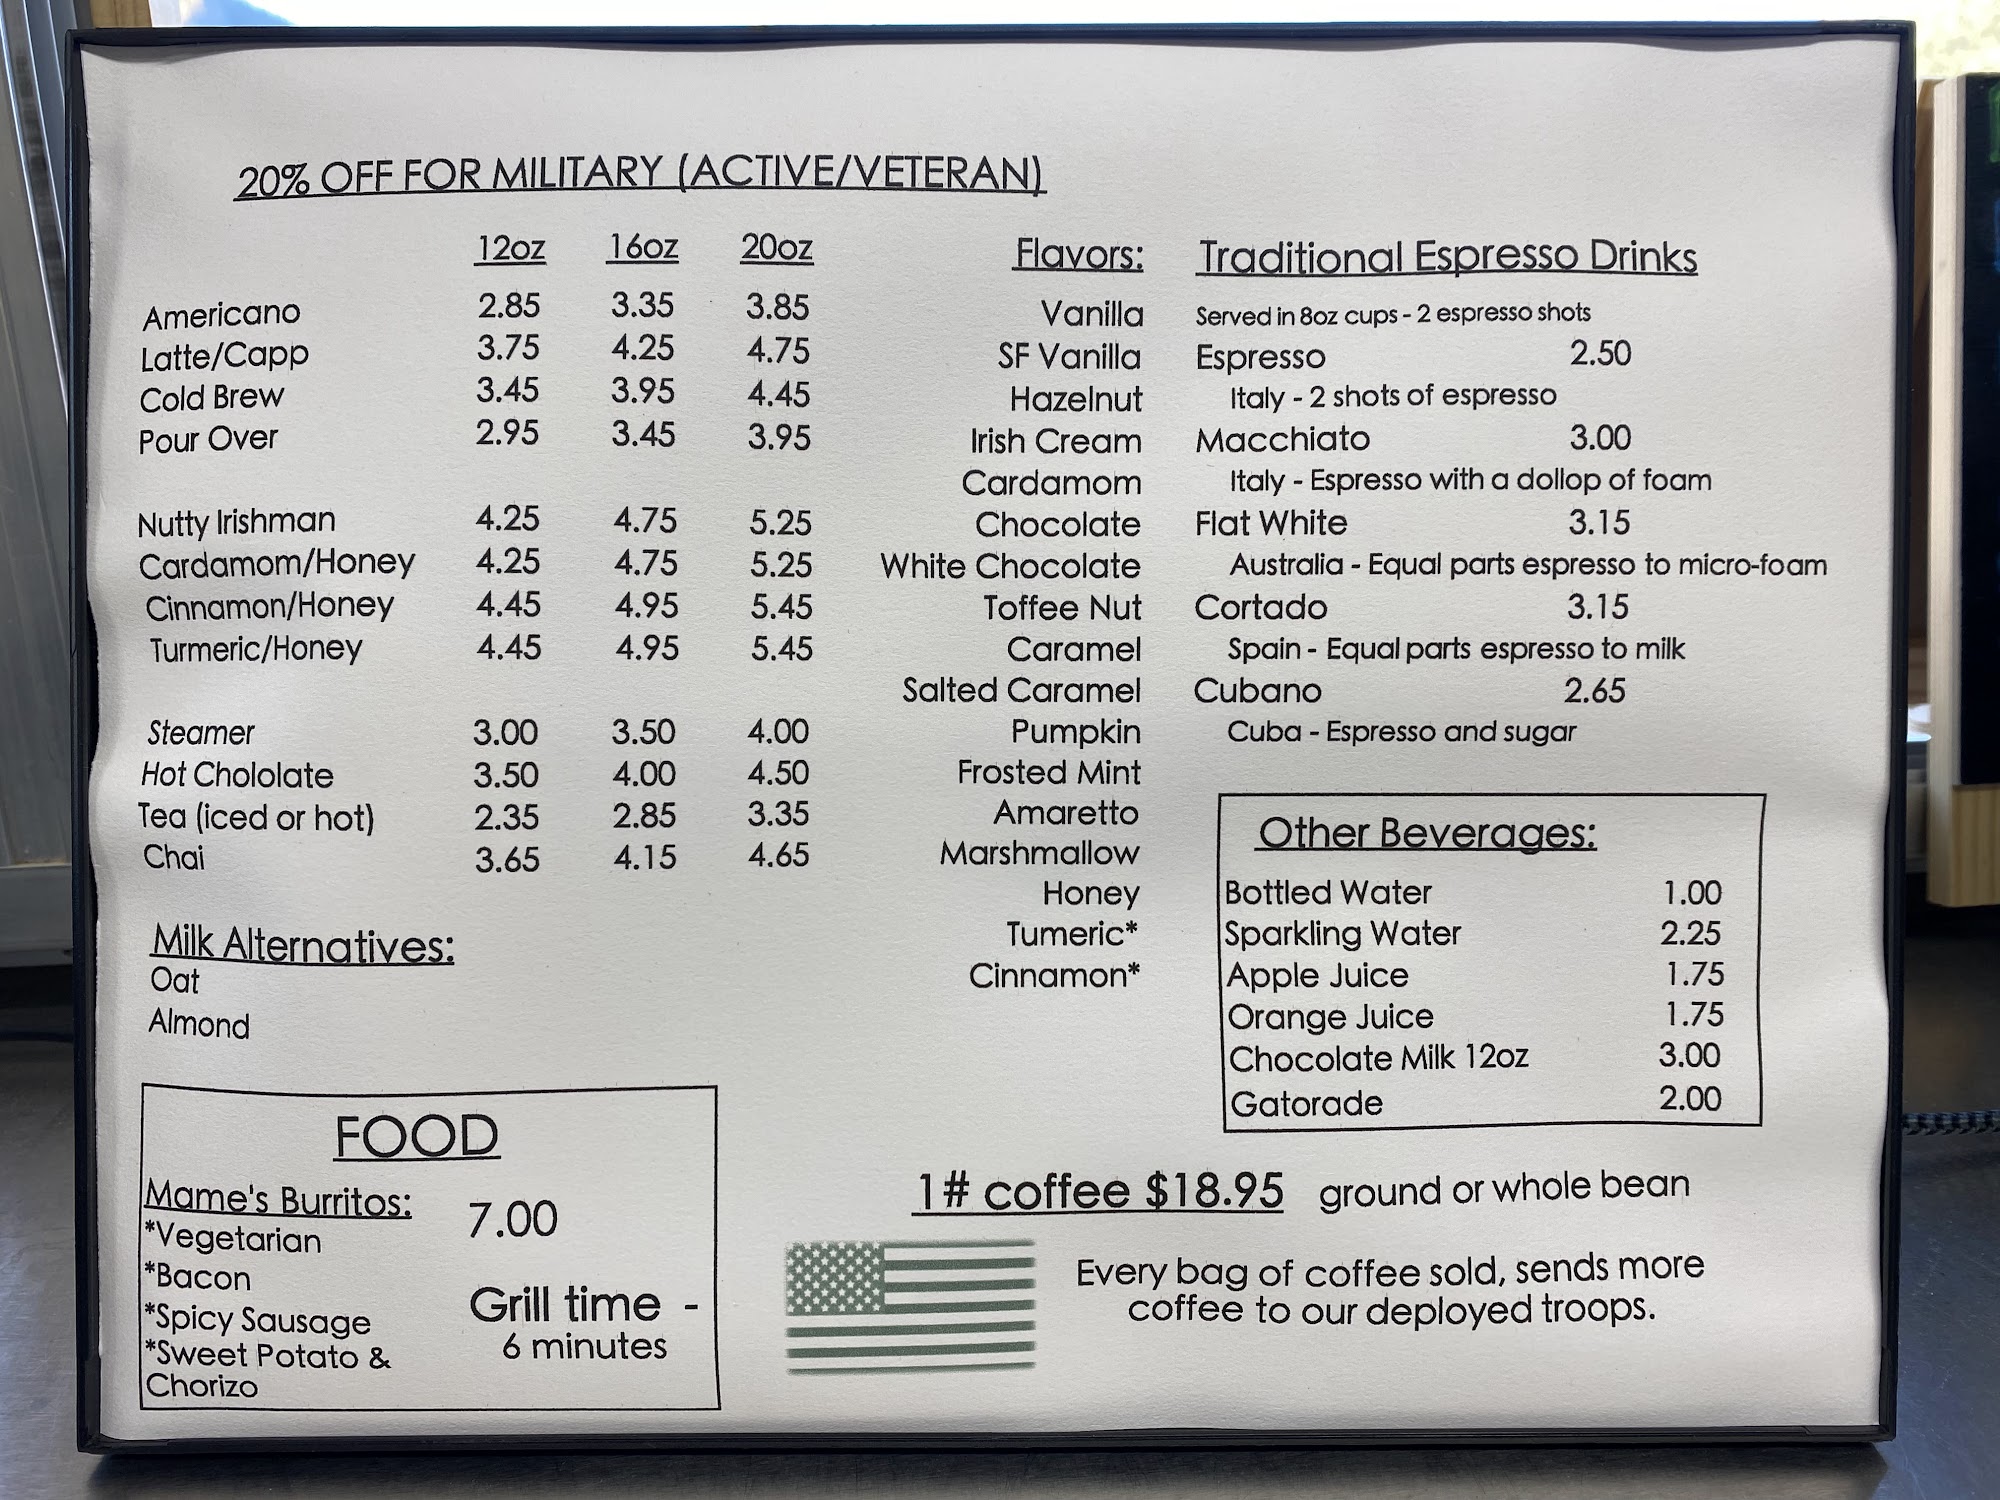 20% OFF FOR MILITARY (ACTIVE/VETERAN)
12oz 16oz 20oz
Americano 2.85 3.35 3.85
Latte/Capp 3.75 4.25 4.75
Cold Brew 3.45 3.95 4.45
Pour Over 2.95 3.45 3.95
Nutty Irishman 4.25 4.75 5.25
Cardamom/Honey 4.25 4.75 5.25
Cinnamon/Honey 4.45 4.95 5.45
Turmeric/Honey 4.45 4.95 5.45
Steamer 3.00 3.50 4.00
Hot Chololate 3.50 4.00 4.50
Tea (iced or hot) 2.35 2.85 3.35
Chai 3.65 4.15 4.65
Milk Alternatives:
Oat
Almond
FOOD
Mame's Burritos: 7.00
*Vegetarian
*Bacon
*Spicy Sausage
*Sweet Potato &
Chorizo
Grill time -
6 minutes
Flavors:
Vanilla
SF Vanilla
Hazelnut
Irish Cream
Cardamom
Chocolate
White Chocolate
Toffee Nut
Caramel
Salted Caramel
Pumpkin
Frosted Mint
Amaretto
Marshmallow
Honey
Tumeric*
Cinnamon*
Traditional Espresso Drinks
Served in 8oz cups - 2 espresso shots
Espresso 2.50
Italy - 2 shots of espresso
Macchiato 3.00
Italy - Espresso with a dollop of foam
Flat White 3.15
Australia - Equal parts espresso to micro-foam
Cortado 3.15
Spain - Equal parts espresso to milk
Cubano 2.65
Cuba - Espresso and sugar
Other Beverages:
Bottled Water 1.00
Sparkling Water 2.25
Apple Juice 1.75
Orange Juice 1.75
Chocolate Milk 12oz 3.00
Gatorade 2.00
1# coffee $18.95 ground or whole bean
Every bag of coffee sold, sends more
coffee to our deployed troops.